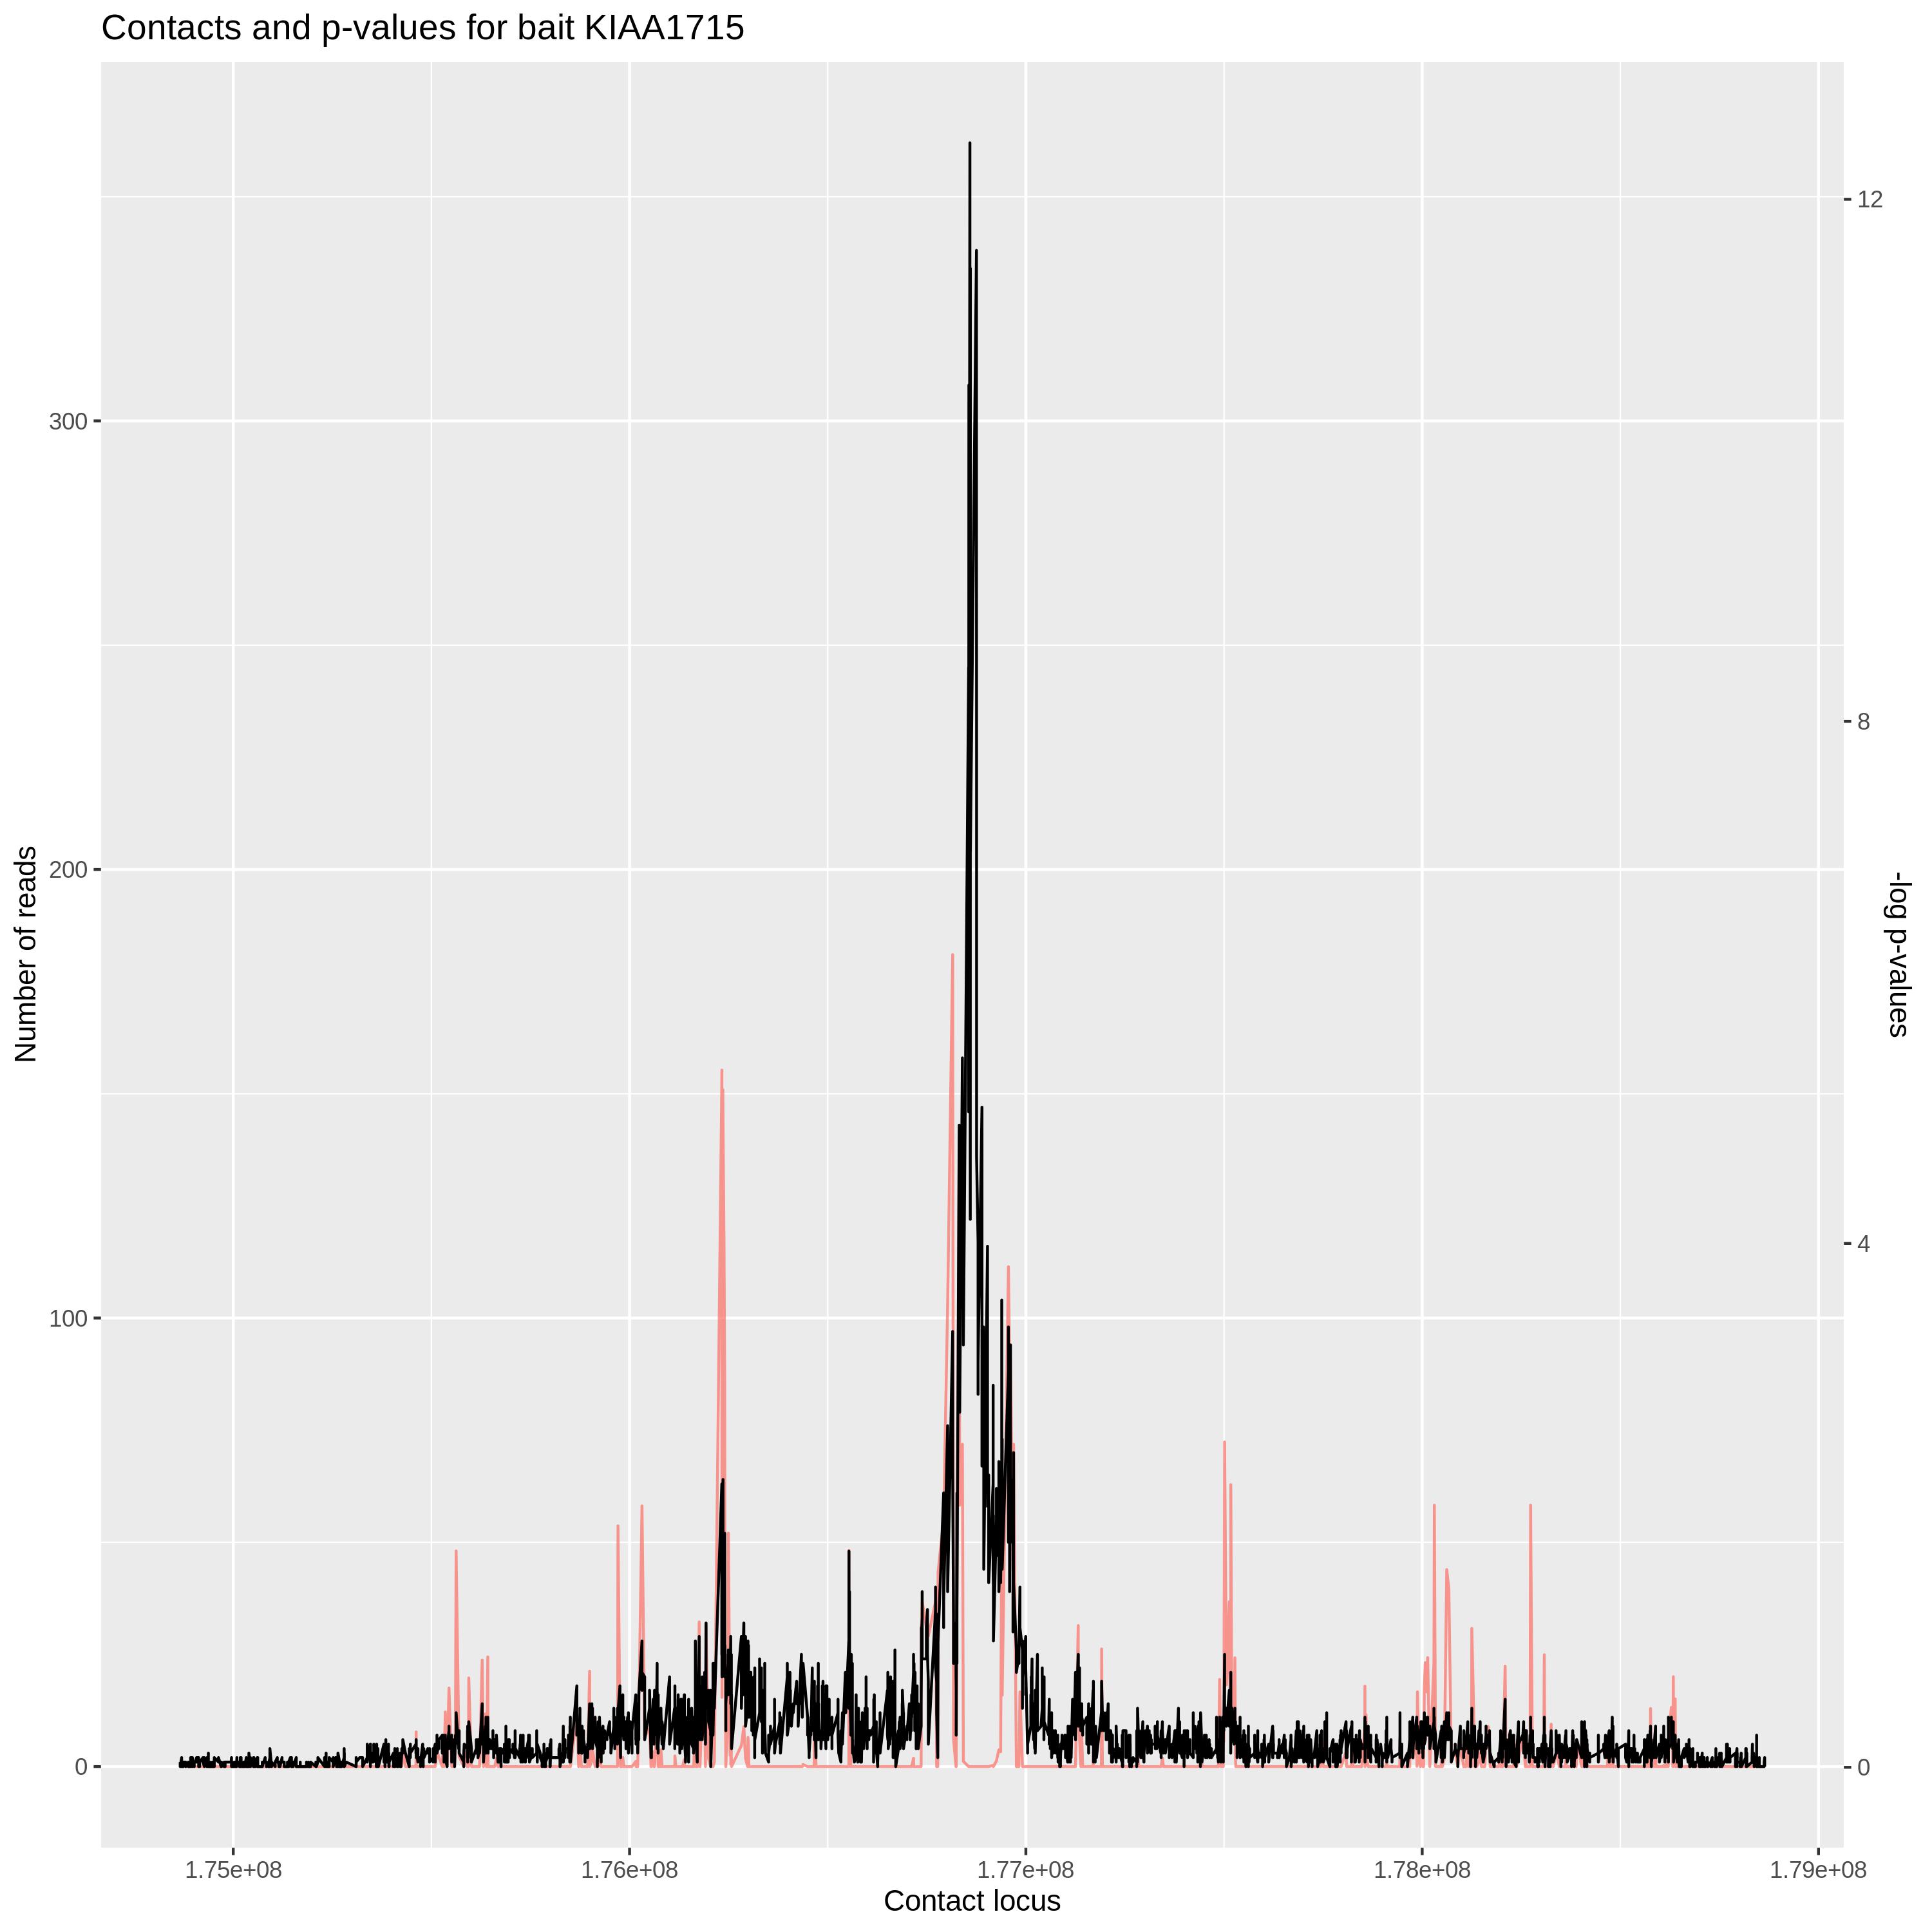 Contacts and p-values for bait KIAA1715
Number of reads
300
200
100
0
12
8
4
0
-log p-values
1.75e+08 1.76e+08 1.77e+08 1.78e+08 1.79e+08
Contact locus